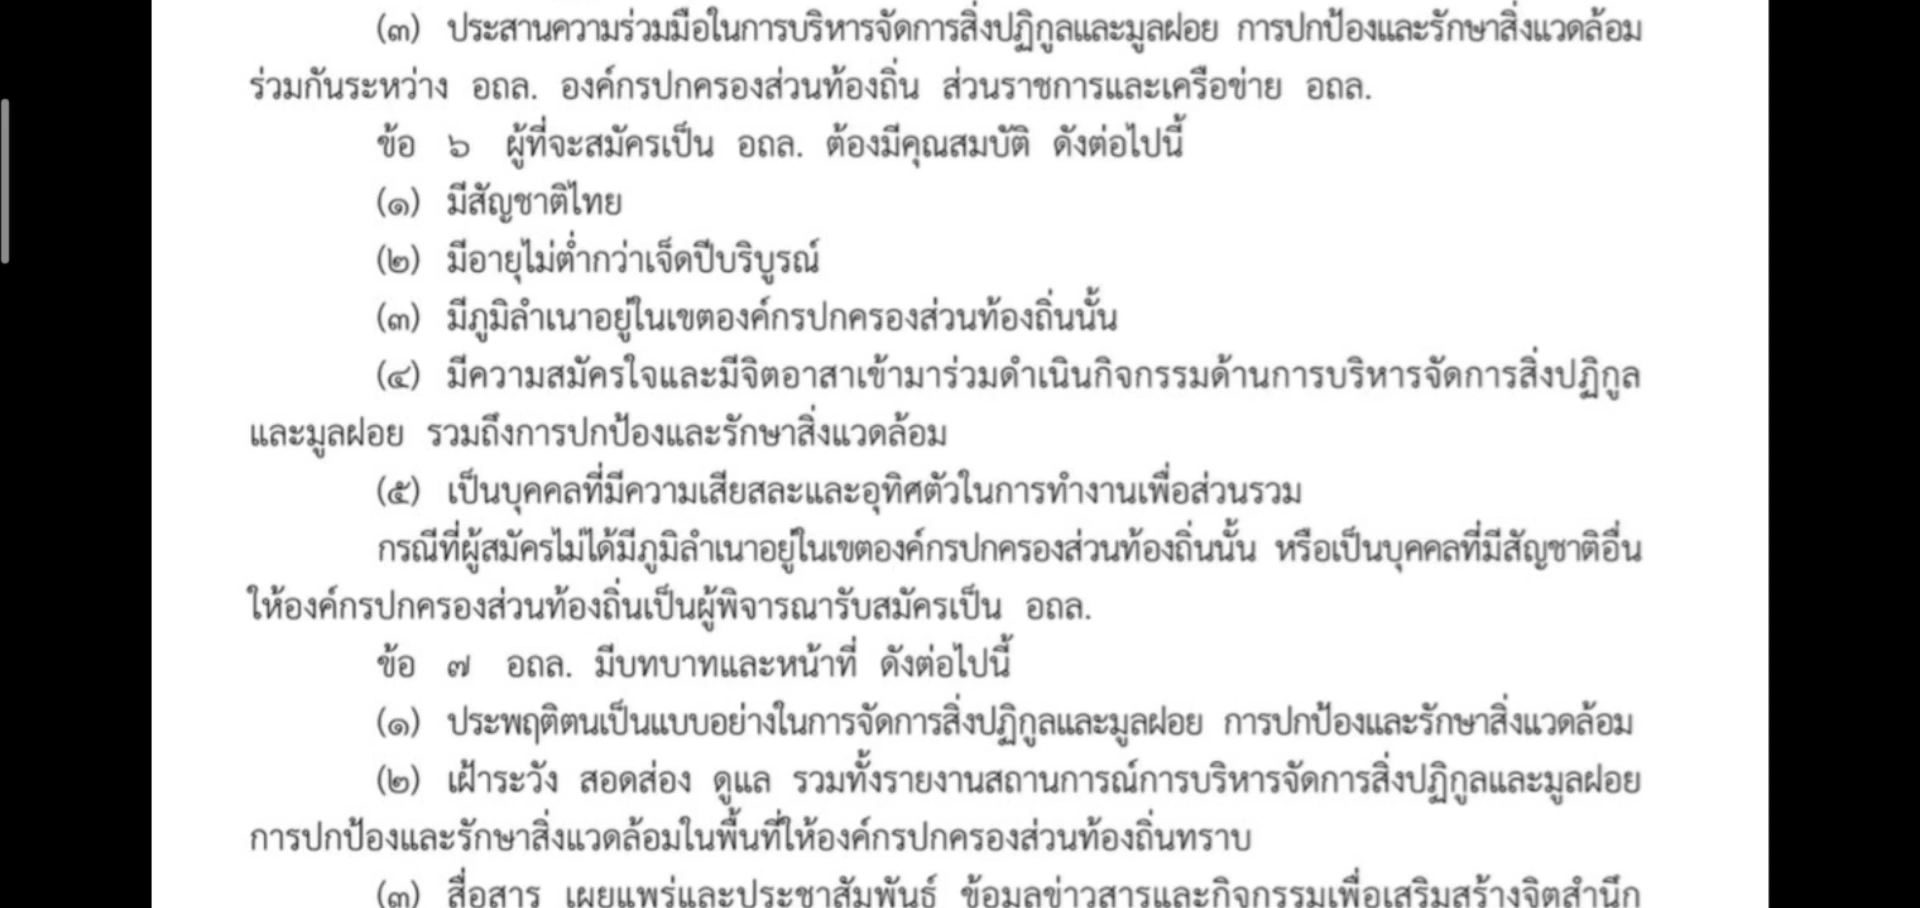 (๓) ประสานความร่วมมือในการบริหารจัดการสิ่งปฏิกูลและมูลฝอย การปกป้องและรักษาสิ่งแวดล้อม
ร่วมกันระหว่าง อถล. องค์กรปกครองส่วนท้องถิ่น ส่วนราชการและเครือข่าย อถล.
ข้อ ๖ ผู้ที่จะสมัครเป็น อถล. ต้องมีคุณสมบัติ ดังต่อไปนี้
(๑) มีสัญชาติไทย
(๒) มีอายุไม่ต่ำกว่าเจ็ดปีบริบูรณ์
(๓) มีภูมิลำเนาอยู่ในเขตองค์กรปกครองส่วนท้องถิ่นนั้น
(๔) มีความสมัครใจและมีจิตอาสาเข้ามาร่วมดำเนินกิจกรรมด้านการบริหารจัดการสิ่งปฏิกูล
และมูลฝอย รวมถึงการปกป้องและรักษาสิ่งแวดล้อม
(๕) เป็นบุคคลที่มีความเสียสละและอุทิศตัวในการทำงานเพื่อส่วนรวม
กรณีที่ผู้สมัครไม่ได้มีภูมิลำเนาอยู่ในเขตองค์กรปกครองส่วนท้องถิ่นนั้น หรือเป็นบุคคลที่มีสัญชาติอื่น
ให้องค์กรปกครองส่วนท้องถิ่นเป็นผู้พิจารณารับสมัครเป็น อถล.
ข้อ ๗ อถล. มีบทบาทและหน้าที่ ดังต่อไปนี้
(๑) ประพฤติตนเป็นแบบอย่างในการจัดการสิ่งปฏิกูลและมูลฝอย การปกป้องและรักษาสิ่งแวดล้อม
(๒) เฝ้าระวัง สอดส่อง ดูแล รวมทั้งรายงานสถานการณ์การบริหารจัดการสิ่งปฏิกูลและมูลฝอย
การปกป้องและรักษาสิ่งแวดล้อมในพื้นที่ให้องค์กรปกครองส่วนท้องถิ่นทราบ
(๓) สื่อสาร เผยแพร่และประชาสัมพันธ์ ข้อมูลข่าวสารและกิจกรรมเพื่อเสริมสร้างจิตสำนึก